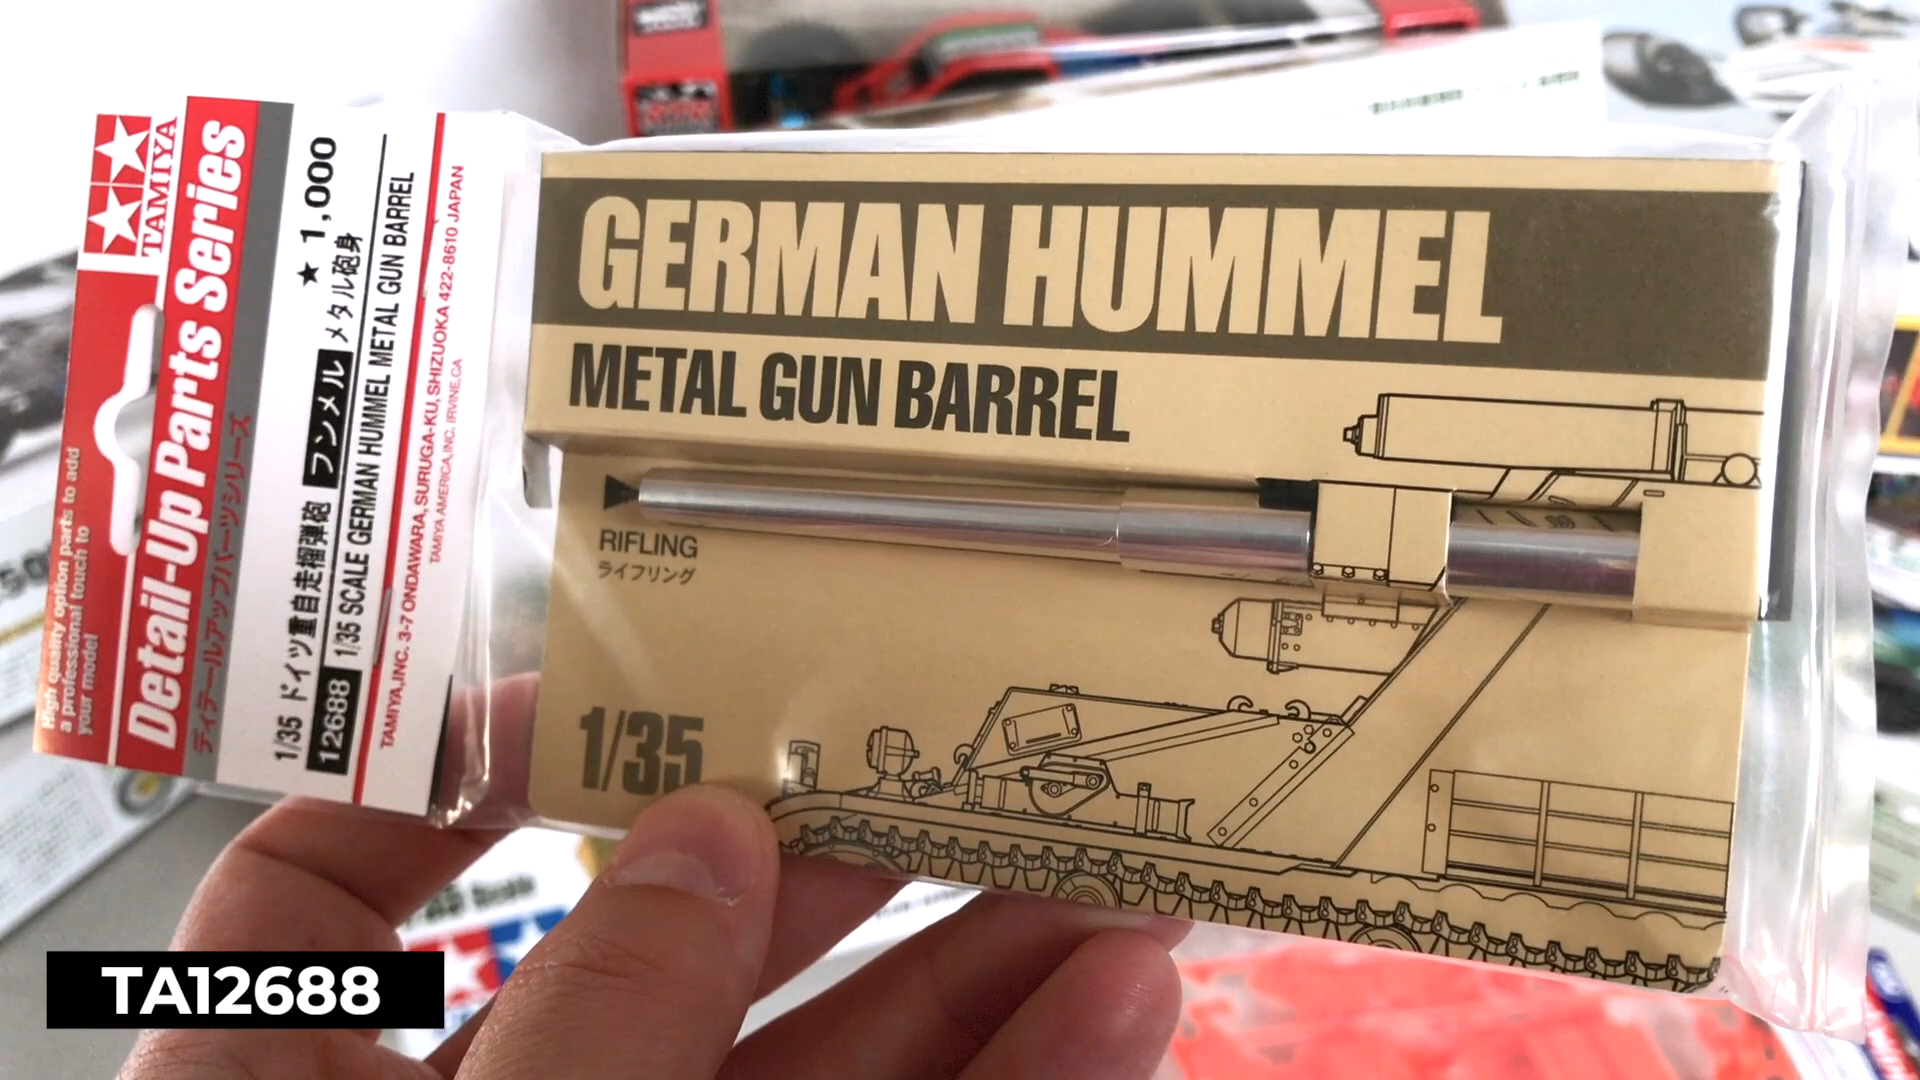 TAMIYA
Detail-Up Parts Series
ディテールアップパーツシリーズ
High quality option parts to add
a professional touch to
your model
★ 1,000
1/35 ドイツ重自走榴弾砲 フンメル メタル砲身
12688 1/35 SCALE GERMAN HUMMEL METAL GUN BARREL
TAMIYA,INC. 3-7 ONDAWARA, SURUGA-KU, SHIZUOKA 422-8610 JAPAN
TAMIYA AMERICA,INC. IRVINE,CA
GERMAN HUMMEL
METAL GUN BARREL
RIFLING
ライフリング
1/35
TA12688